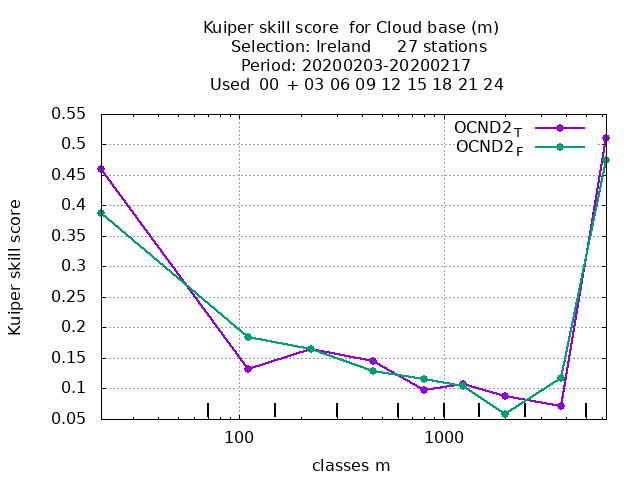 Kuiper skill score  for Cloud base (m)
Selection: Ireland     27 stations
Period: 20200203-20200217
Used  00 + 03 06 09 12 15 18 21 24
0.55
OCND2T
0.5
OCND2F
0.45
0.4
0.35
0.3
0.25
0.2
0.15
0.1
0.05
Kuiper skill score
100
1000
classes m